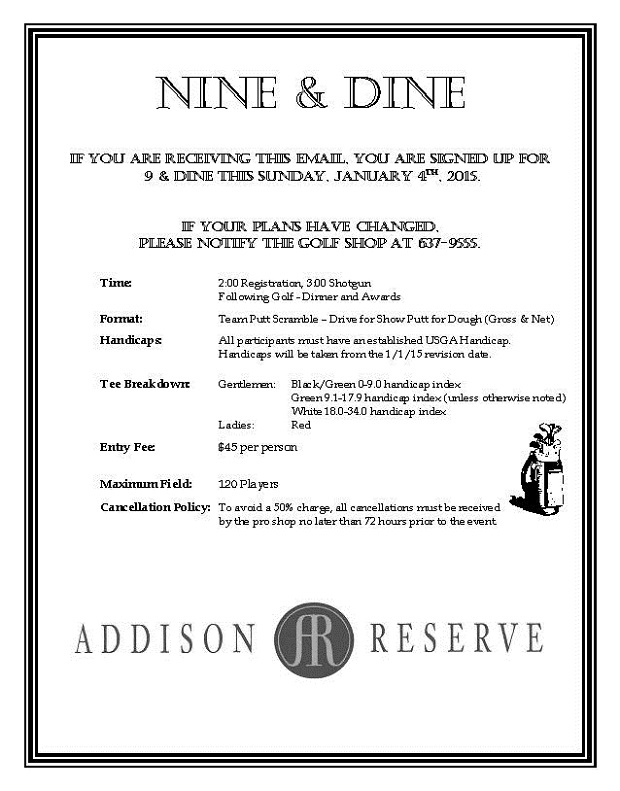 NINE & DINE
IF YOU ARE RECEIVING THIS EMAIL, YOU ARE SIGNED UP FOR
9 & DINE THIS SUNDAY, JANUARY 4TH, 2015.
IF YOUR PLANS HAVE CHANGED,
PLEASE NOTIFY THE GOLF SHOP AT 637-9555.
Time: 2:00 Registration, 3:00 Shotgun
Following Golf - Dinner and Awards
Format: Team Putt Scramble – Drive for Show Putt for Dough (Gross & Net)
Handicaps: All participants must have an established USGA Handicap.
Handicaps will be taken from the 1/1/15 revision date.
Tee Breakdown: Gentlemen: Black/Green 0-9.0 handicap index
Green 9.1-17.9 handicap index (unless otherwise noted)
White 18.0-34.0 handicap index
Ladies: Red
Entry Fee: $45 per person
Maximum Field: 120 Players
Cancellation Policy: To avoid a 50% charge, all cancellations must be received
by the pro shop no later than 72 hours prior to the event.
ADDISON AR RESERVE